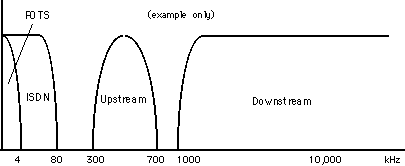 POTS
(example only)
ISDN
Upstream
Downstream
4 80 300 700 1000 10,000 kHz